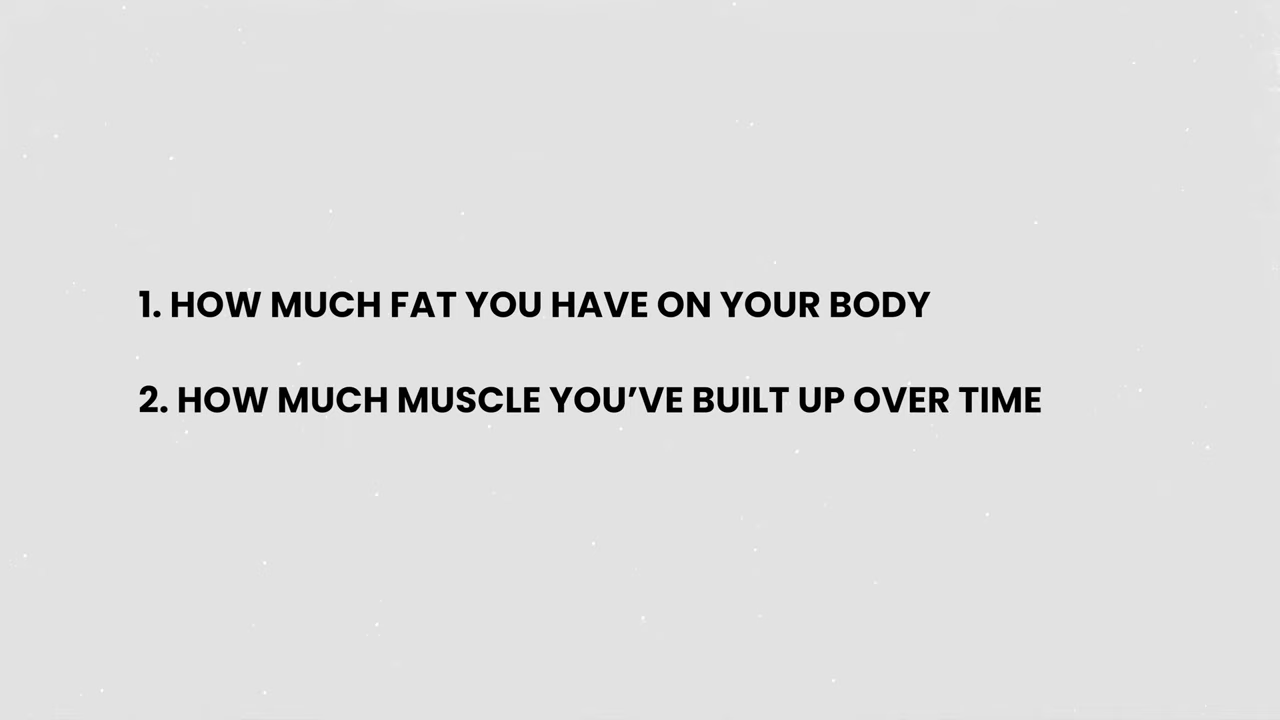 1. HOW MUCH FAT YOU HAVE ON YOUR BODY
2. HOW MUCH MUSCLE YOU’VE BUILT UP OVER TIME